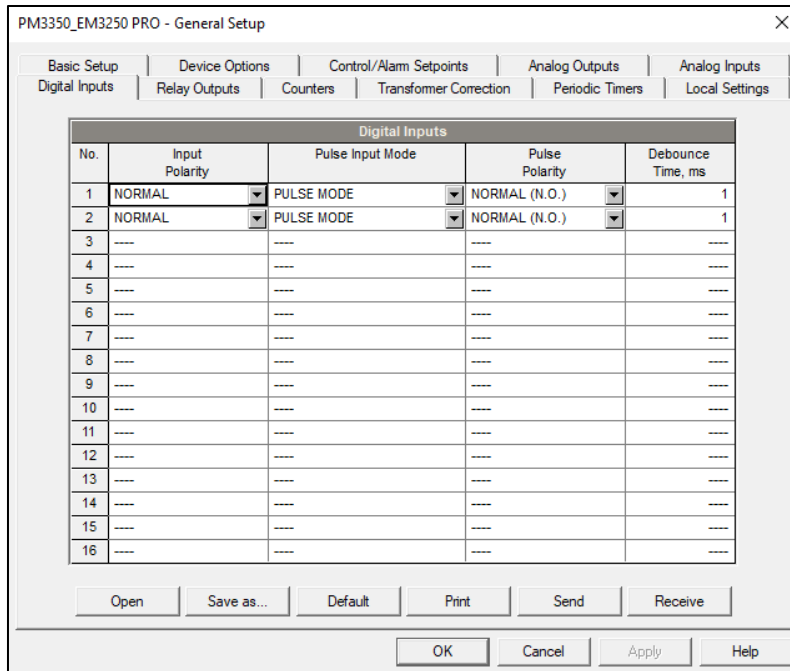 PM3350_EM3250 PRO - General Setup
Basic Setup Device Options Control/Alarm Setpoints Analog Outputs Analog Inputs
Digital Inputs Relay Outputs Counters Transformer Correction Periodic Timers Local Settings
Digital Inputs
No. Input Polarity Pulse Input Mode Pulse Polarity Debounce Time, ms
1 NORMAL PULSE MODE NORMAL (N.O.) 1
2 NORMAL PULSE MODE NORMAL (N.O.) 1
3 ---- ---- ---- ----
4 ---- ---- ---- ----
5 ---- ---- ---- ----
6 ---- ---- ---- ----
7 ---- ---- ---- ----
8 ---- ---- ---- ----
9 ---- ---- ---- ----
10 ---- ---- ---- ----
11 ---- ---- ---- ----
12 ---- ---- ---- ----
13 ---- ---- ---- ----
14 ---- ---- ---- ----
15 ---- ---- ---- ----
16 ---- ---- ---- ----
Open Save as... Default Print Send Receive
OK Cancel Apply Help